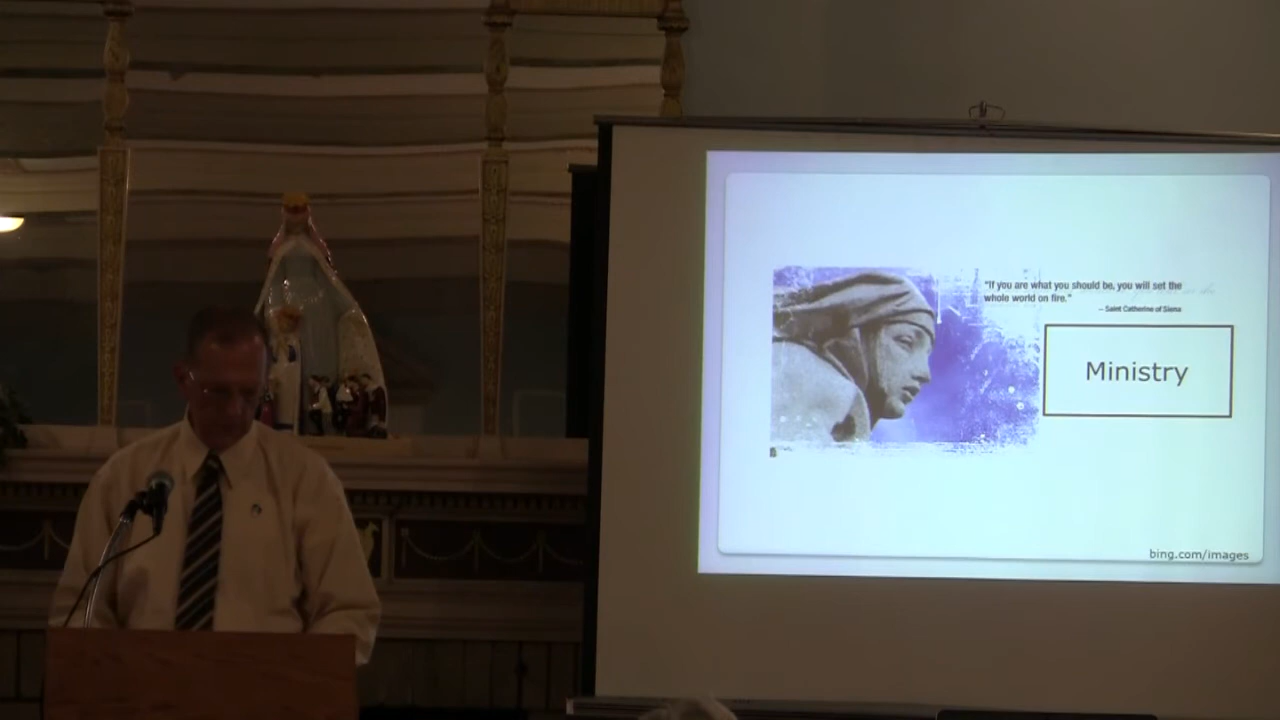 "If you are what you should be, you will set the
whole world on fire."
– Saint Catherine of Siena
Ministry
bing.com/images